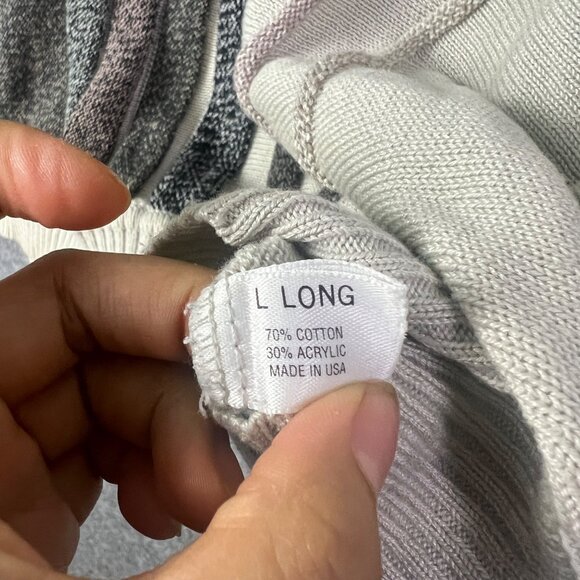 L LONG
70% COTTON
30% ACRYLIC
MADE IN USA